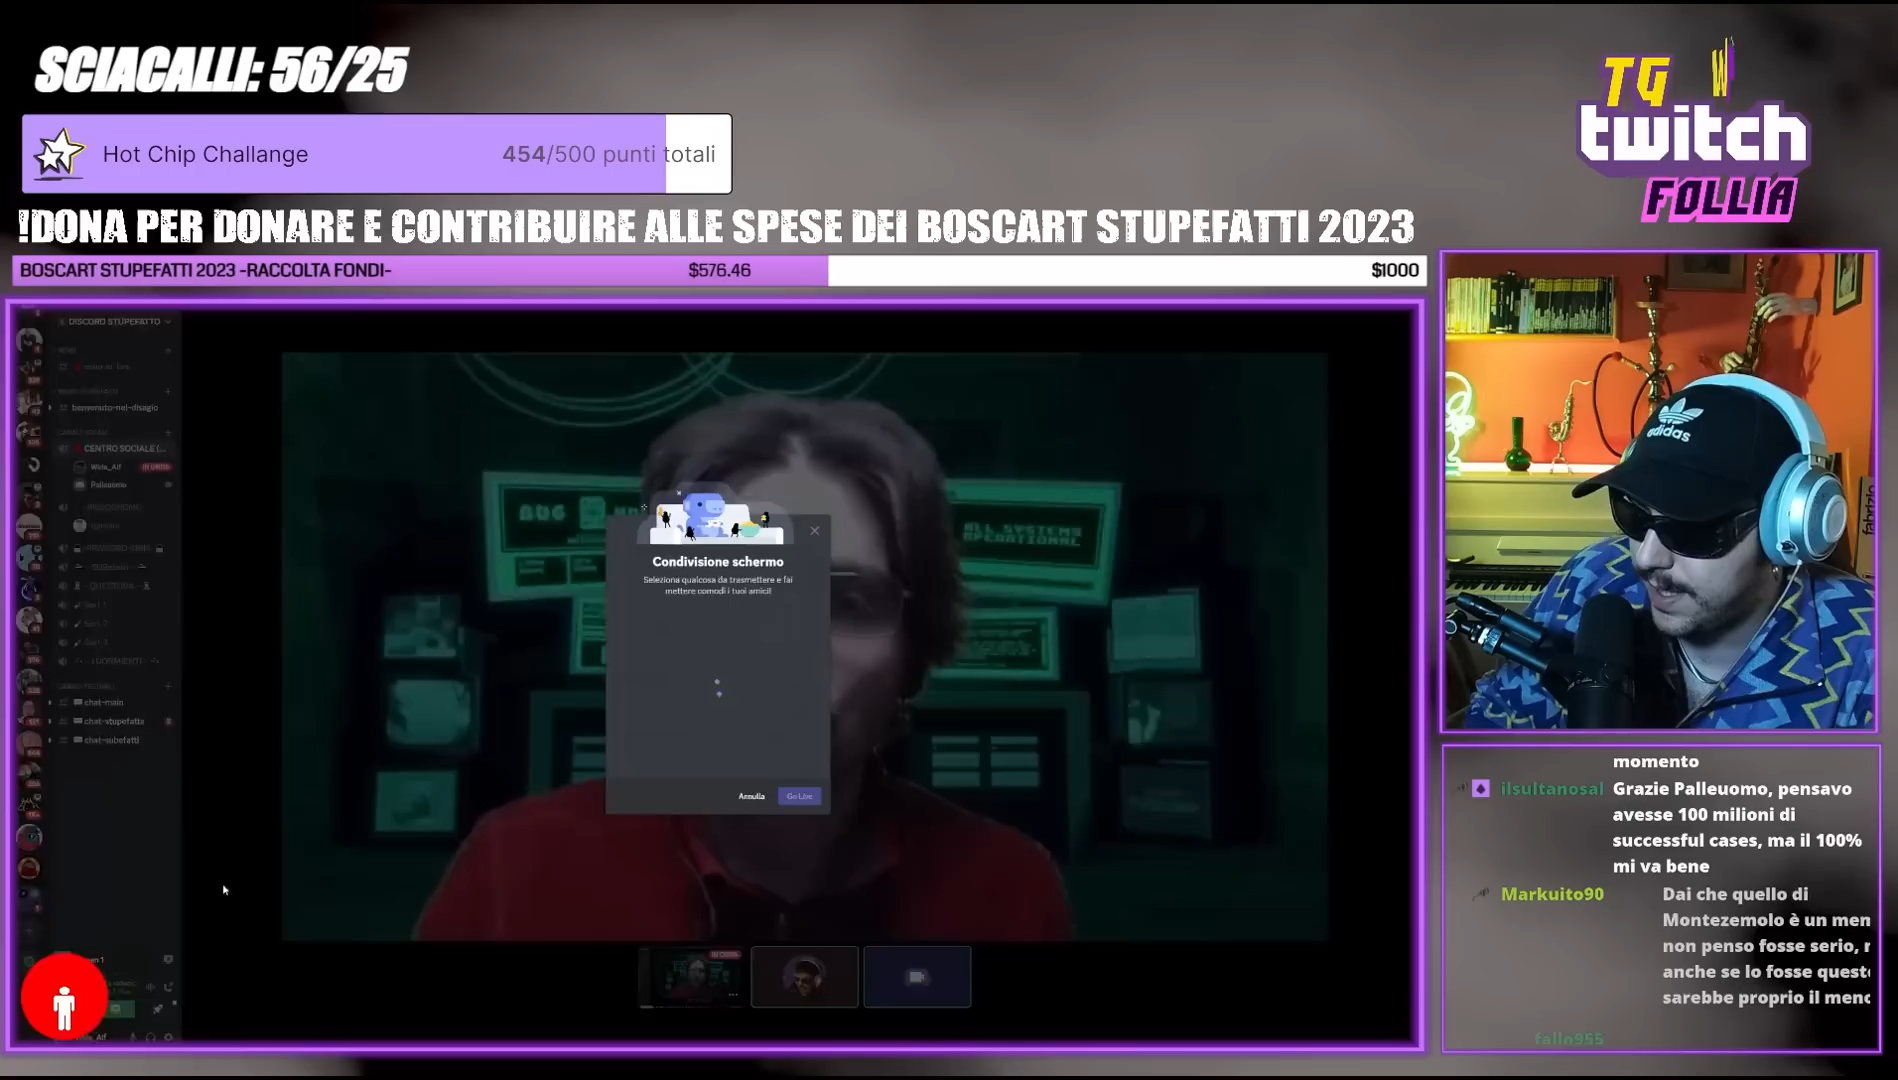 SCIACALLI: 56/25
Hot Chip Challange 454/500 punti totali
!DONA PER DONARE E CONTRIBUIRE ALLE SPESE DEI BOSCART STUPEFATTI 2023
BOSCART STUPEFATTI 2023 -RACCOLTA FONDI- $576.46 $1000
TG W
twitch
FOLLIA
DISCORD STUPEFATTO
benvenuto-nel-disagio
CENTRO SOCIALE (...
Wide_Alf
Palleuomo
chat-main
chat-stupefatta
chat-subefatti
BUG
ALL SYSTEMS
OPERATIONAL
Condivisione schermo
Seleziona qualcosa da trasmettere e fai
mettere comodi i tuoi amici!
Annulla Go Live
adidas
momento
ilsultanosal Grazie Palleuomo, pensavo
avesse 100 milioni di
successful cases, ma il 100%
mi va bene
Markuito90 Dai che quello di
Montezemolo è un mem
non penso fosse serio, r
anche se lo fosse quest
sarebbe proprio il meno
fallo955